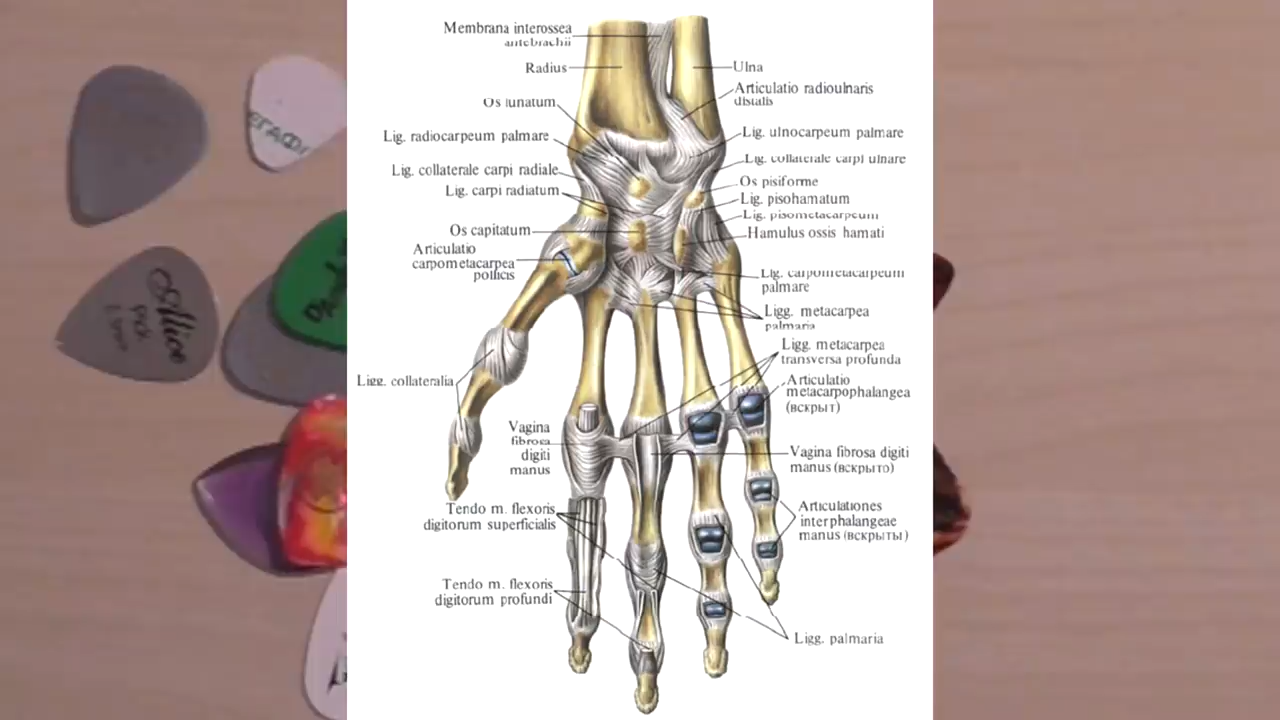 Membrana interossea
antebrachii
Radius
Ulna
Articulatio radioulnaris
distalis
Os lunatum
Lig. radiocarpeum palmare
Lig. ulnocarpeum palmare
Lig. collaterale carpi radiale
Lig. collaterale carpi ulnare
Lig. carpi radiatum
Os pisiforme
Lig. pisohamatum
Lig. pisometacarpeum
Os capitatum
Hamulus ossis hamati
Articulatio
carpometacarpea
pollicis
Lig. carpometacarpeum
palmare
Ligg. metacarpea
palmaria
Ligg. metacarpea
transversa profunda
Ligg. collateralia
Articulatio
metacarpophalangea
(вскрыт)
Vagina
fibrosa
digiti
manus
Vagina fibrosa digiti
manus (вскрыто)
Tendo m. flexoris
digitorum superficialis
Articulationes
interphalangeae
manus (вскрыты)
Tendo m. flexoris
digitorum profundi
Ligg. palmaria
Alice
pick